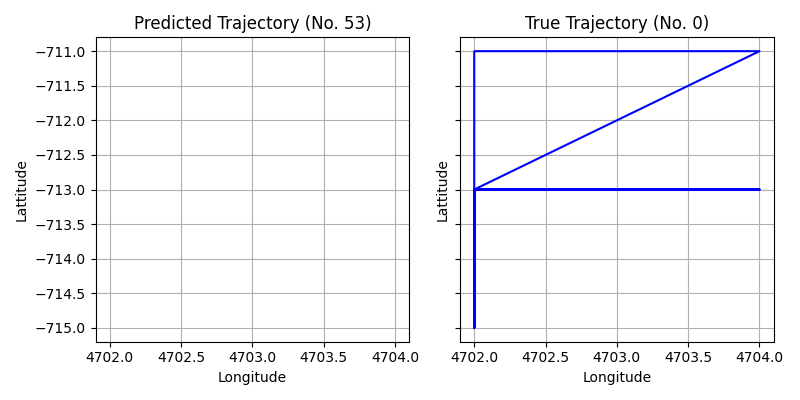 Predicted Trajectory (No. 53)
True Trajectory (No. 0)
−711.0
−711.5
−712.0
−712.5
−713.0
−713.5
−714.0
−714.5
−715.0
Lattitude
Lattitude
4702.0 4702.5 4703.0 4703.5 4704.0
4702.0 4702.5 4703.0 4703.5 4704.0
Longitude
Longitude